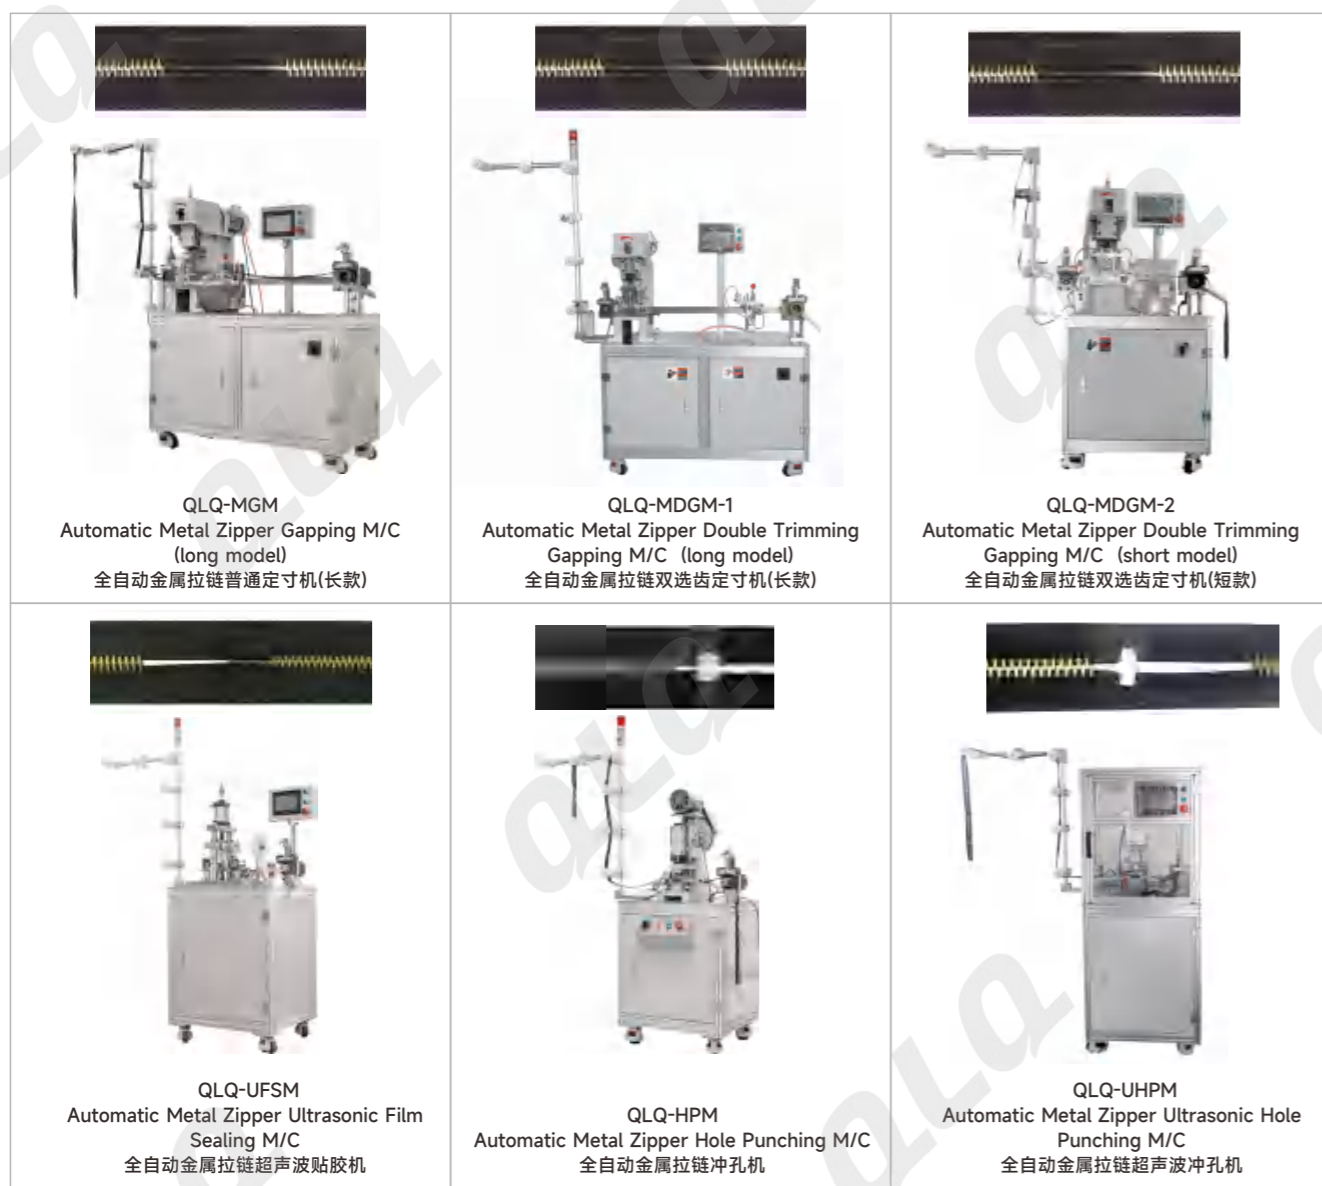 QLQ-MGM
Automatic Metal Zipper Gapping M/C
(long model)
全自动金属拉链普通定寸机(长款)
QLQ-MDGM-1
Automatic Metal Zipper Double Trimming
Gapping M/C (long model)
全自动金属拉链双选齿定寸机(长款)
QLQ-MDGM-2
Automatic Metal Zipper Double Trimming
Gapping M/C (short model)
全自动金属拉链双选齿定寸机(短款)
QLQ-UFSM
Automatic Metal Zipper Ultrasonic Film
Sealing M/C
全自动金属拉链超声波贴胶机
QLQ-HPM
Automatic Metal Zipper Hole Punching M/C
全自动金属拉链冲孔机
QLQ-UHPM
Automatic Metal Zipper Ultrasonic Hole
Punching M/C
全自动金属拉链超声波冲孔机
QLQ
QLQ
QLQ
QLQ
QLQ
QLQ